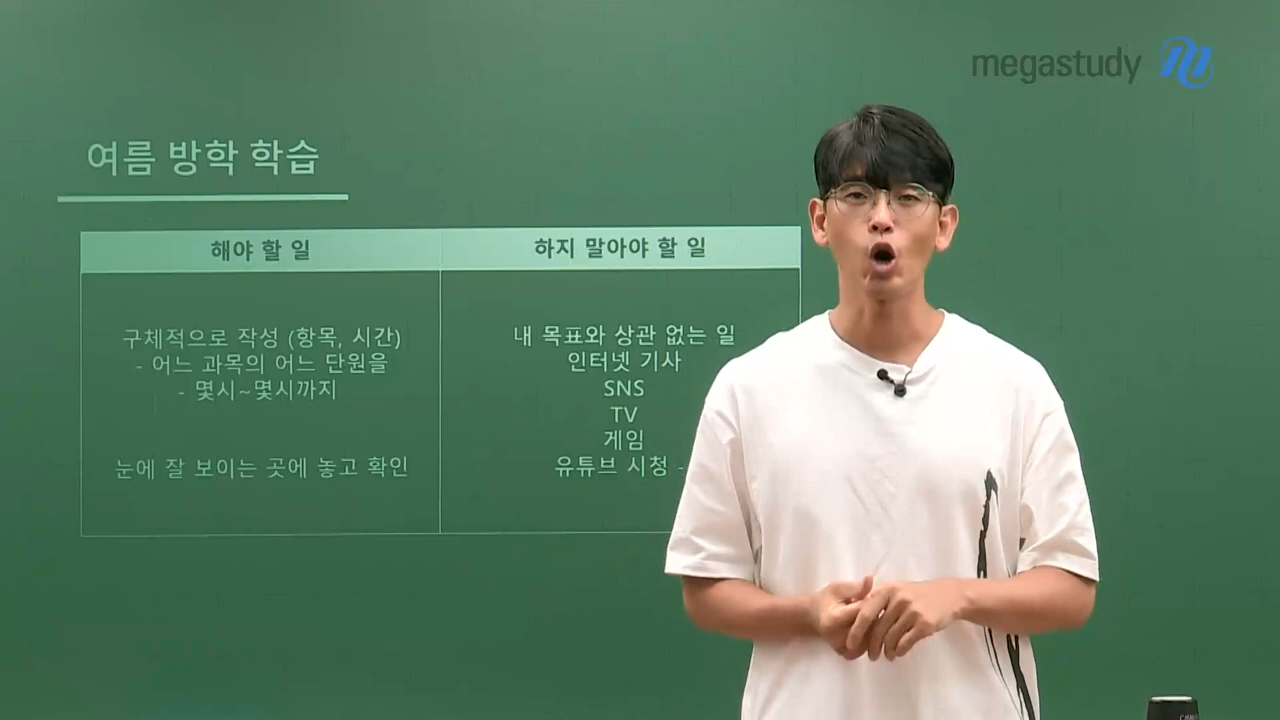 megastudy
여름 방학 학습
해야 할 일
하지 말아야 할 일
구체적으로 작성 (항목, 시간)
- 어느 과목의 어느 단원을
- 몇시~몇시까지
눈에 잘 보이는 곳에 놓고 확인
내 목표와 상관 없는 일
인터넷 기사
SNS
TV
게임
유튜브 시청 -